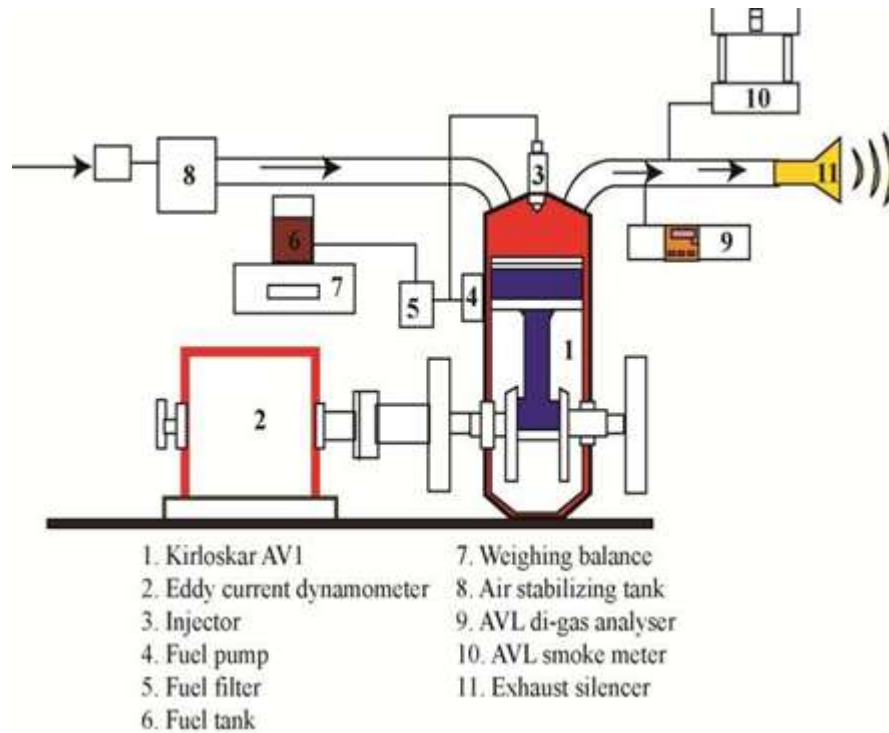 10
8
3
11
6
9
7
5
4
1
2
1. Kirloskar AV1
2. Eddy current dynamometer
3. Injector
4. Fuel pump
5. Fuel filter
6. Fuel tank
7. Weighing balance
8. Air stabilizing tank
9. AVL di-gas analyser
10. AVL smoke meter
11. Exhaust silencer